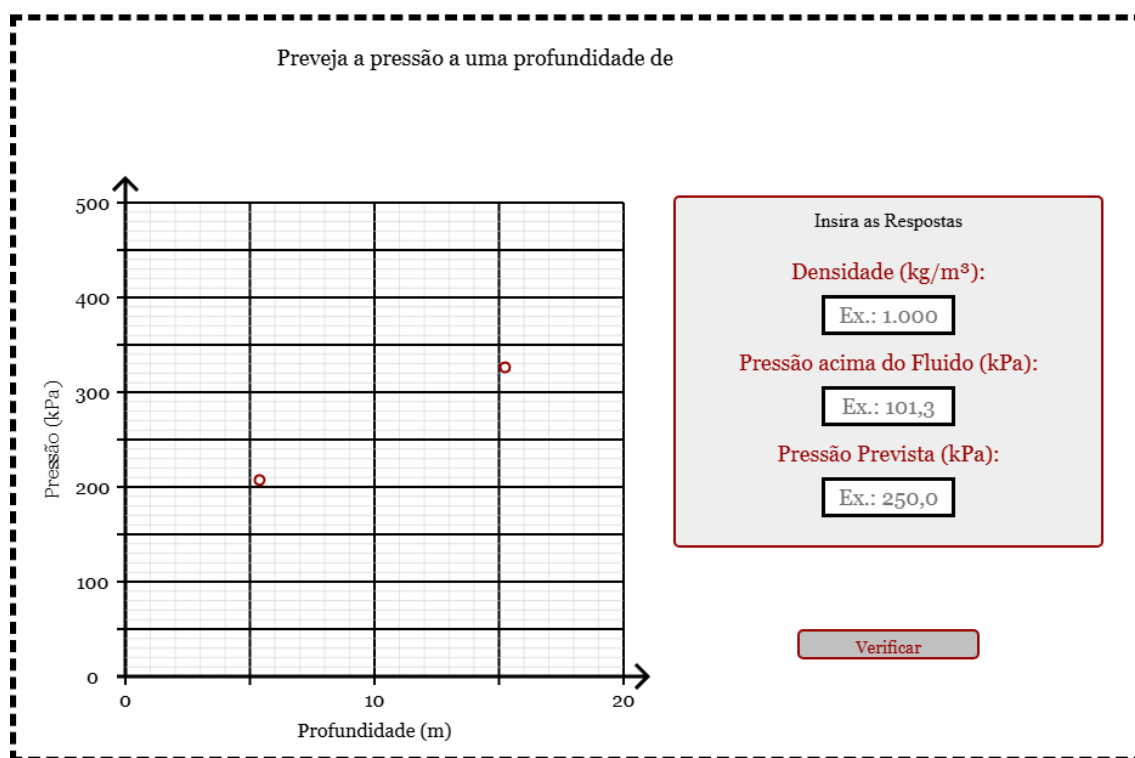 Preveja a pressão a uma profundidade de
500
400
300
200
100
0
Pressão (kPa)
0
10
20
Profundidade (m)
Insira as Respostas
Densidade (kg/m³):
Ex.: 1.000
Pressão acima do Fluido (kPa):
Ex.: 101,3
Pressão Prevista (kPa):
Ex.: 250,0
Verificar